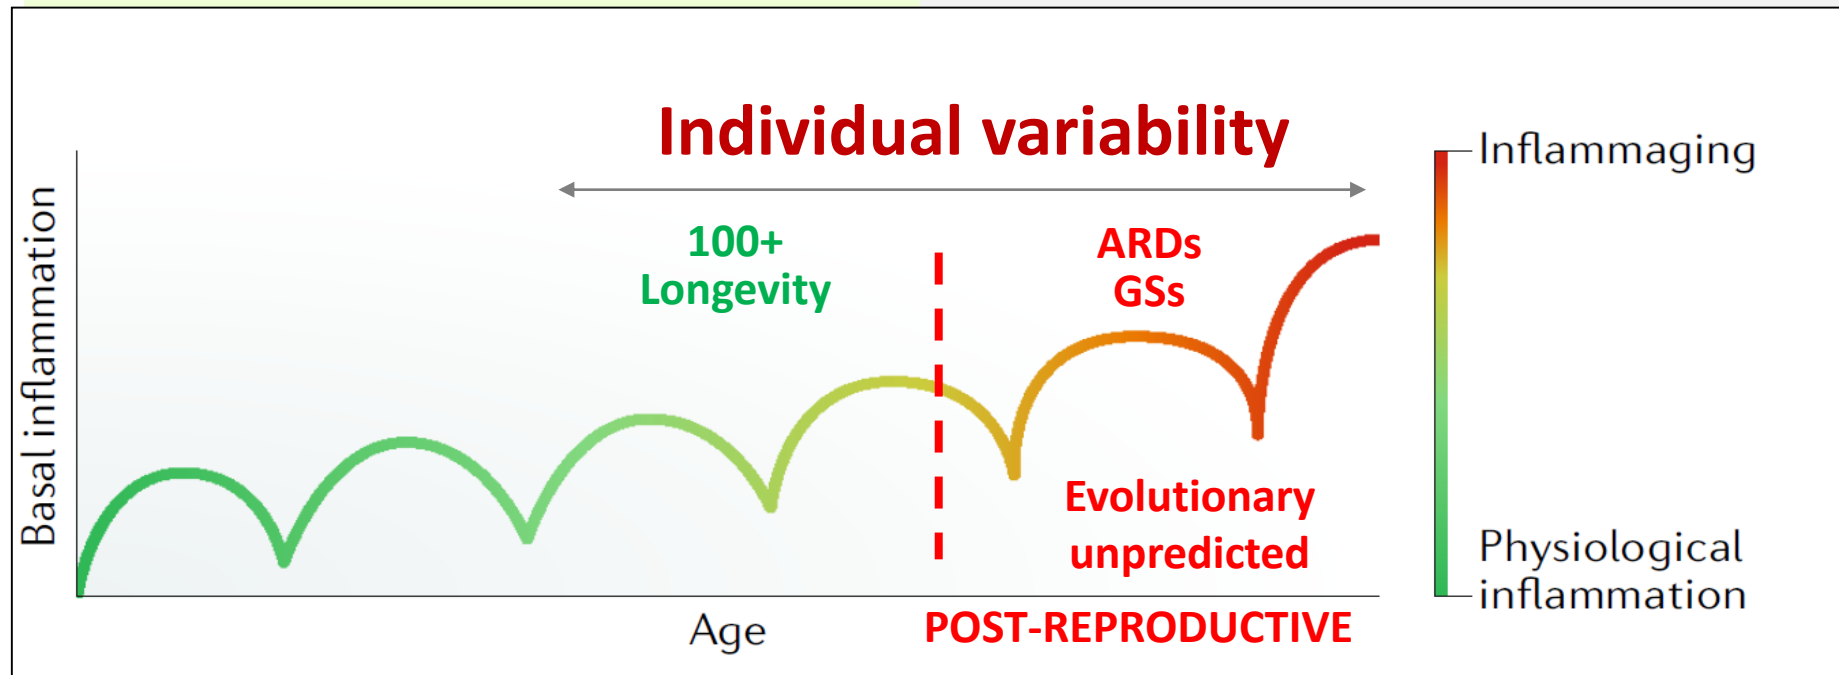 Individual variability
Inflammaging
100+
Longevity
ARDs
GSs
Basal inflammation
Evolutionary
unpredicted
Physiological
inflammation
Age
POST-REPRODUCTIVE